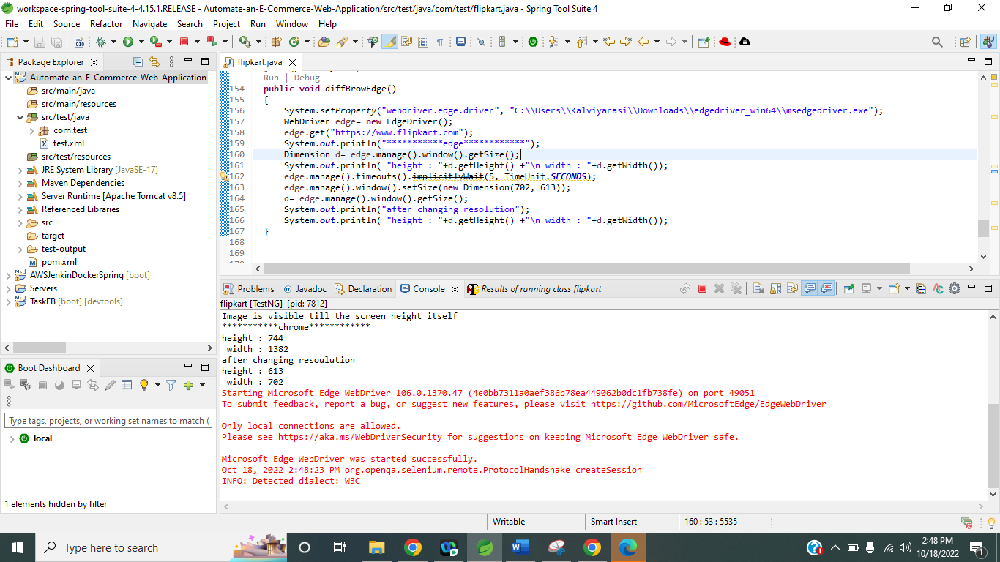 workspace-spring-tool-suite-4-4.15.1.RELEASE - Automate-an-E-Commerce-Web-Application/src/test/java/com/test/flipkart.java - Spring Tool Suite 4
File Edit Source Refactor Navigate Search Project Run Window Help
Package Explorer
Automate-an-E-Commerce-Web-Application
src/main/java
src/main/resources
src/test/java
com.test
test.xml
src/test/resources
JRE System Library [JavaSE-17]
Maven Dependencies
Server Runtime [Apache Tomcat v8.5]
Referenced Libraries
src
target
test-output
pom.xml
AWSJenkinDockerSpring [boot]
Servers
TaskFB [boot] [devtools]
flipkart.java
Run | Debug
154 public void diffBrowEdge()
155 {
156 System.setProperty("webdriver.edge.driver", "C:\\Users\\Kalviyarasi\\Downloads\\edgedriver_win64\\msedgedriver.exe");
157 WebDriver edge= new EdgeDriver();
158 edge.get("https://www.flipkart.com");
159 System.out.println("***********edge************");
160 Dimension d= edge.manage().window().getSize();
161 System.out.println( "height : "+d.getHeight() +"\n width : "+d.getWidth());
162 edge.manage().timeouts().implicitlyWait(5, TimeUnit.SECONDS);
163 edge.manage().window().setSize(new Dimension(702, 613));
164 d= edge.manage().window().getSize();
165 System.out.println("after changing resolution");
166 System.out.println( "height : "+d.getHeight() +"\n width : "+d.getWidth());
167 }
168
169
Problems @ Javadoc Declaration Console Results of running class flipkart
flipkart [TestNG] [pid: 7812]
Image is visible till the screen height itself
***********chrome************
height : 744
width : 1382
after changing resoulution
height : 613
width : 702
Starting Microsoft Edge WebDriver 106.0.1370.47 (4e0bb7311a0aef386b78ea449062b0dc1fb738fe) on port 49051
To submit feedback, report a bug, or suggest new features, please visit https://github.com/MicrosoftEdge/EdgeWebDriver
Only local connections are allowed.
Please see https://aka.ms/WebDriverSecurity for suggestions on keeping Microsoft Edge WebDriver safe.
Microsoft Edge WebDriver was started successfully.
Oct 18, 2022 2:48:23 PM org.openqa.selenium.remote.ProtocolHandshake createSession
INFO: Detected dialect: W3C
Boot Dashboard
Type tags, projects, or working set names to match (
local
1 elements hidden by filter
Writable Smart Insert 160 : 53 : 5535
Type here to search
2:48 PM
10/18/2022
1